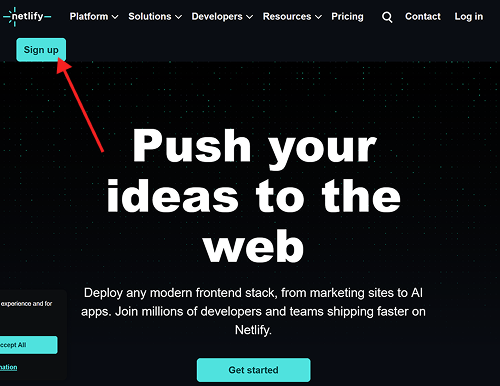 netlify
Platform Solutions Developers Resources Pricing Contact Log in
Sign up
Push your
ideas to the
web
Deploy any modern frontend stack, from marketing sites to AI
apps. Join millions of developers and teams shipping faster on
Netlify.
experience and for
Accept All
Get started